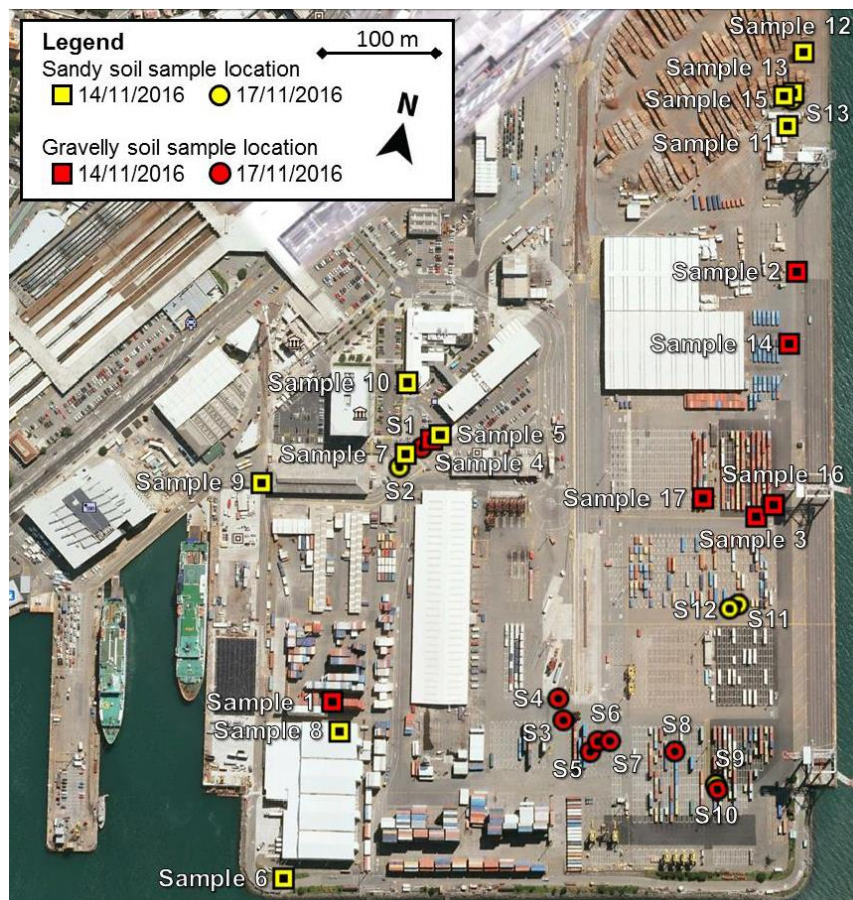 Legend
100 m
Sandy soil sample location
14/11/2016 17/11/2016
N
Gravelly soil sample location
14/11/2016 17/11/2016
Sample 12
Sample 13
Sample 15
S13
Sample 11
Sample 2
Sample 14
Sample 10
S1
Sample 5
Sample 7
Sample 4
S2
Sample 9
Sample 16
Sample 17
Sample 3
S12
S11
S4
Sample 1
S3
S6
Sample 8
S8
S5
S7
S9
S10
Sample 6